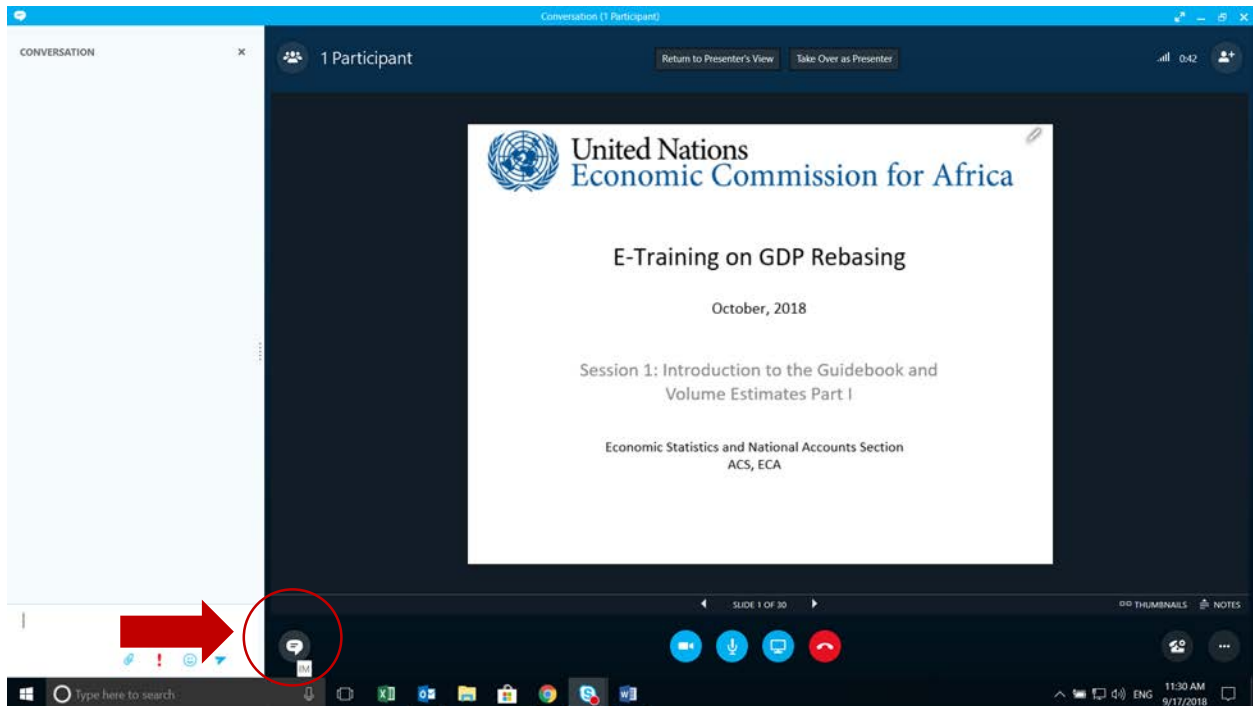 Conversation (1 Participant)
CONVERSATION
1 Participant
Return to Presenter's View
Take Over as Presenter
0:42
United Nations
Economic Commission for Africa
E-Training on GDP Rebasing
October, 2018
Session 1: Introduction to the Guidebook and
Volume Estimates Part I
Economic Statistics and National Accounts Section
ACS, ECA
SLIDE 1 OF 30
THUMBNAILS
NOTES
IM
Type here to search
ENG
11:30 AM
9/17/2018